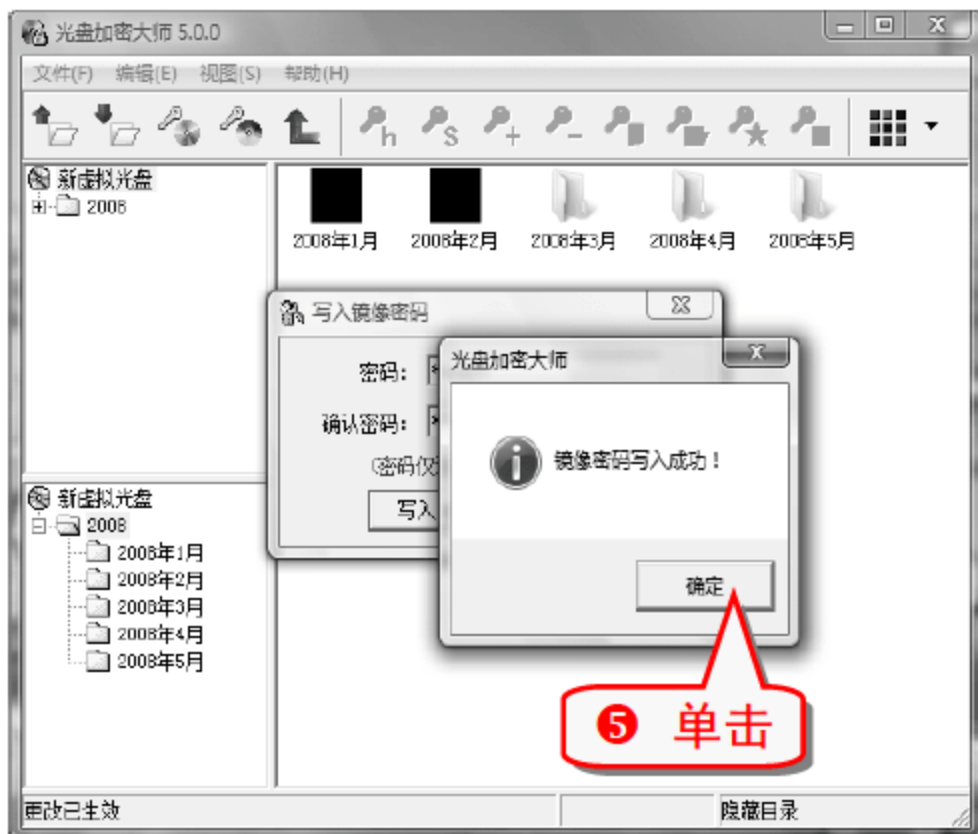 光盘加密大师 5.0.0
文件(F) 编辑(E) 视图(S) 帮助(H)
h S
新虚拟光盘
2008
2008年1月 2008年2月 2008年3月 2008年4月 2008年5月
写入镜像密码
密码：
确认密码：
(密码仅
写入
光盘加密大师
镜像密码写入成功！
确定
新虚拟光盘
2008
2008年1月
2008年2月
2008年3月
2008年4月
2008年5月
❺ 单击
更改已生效 隐藏目录